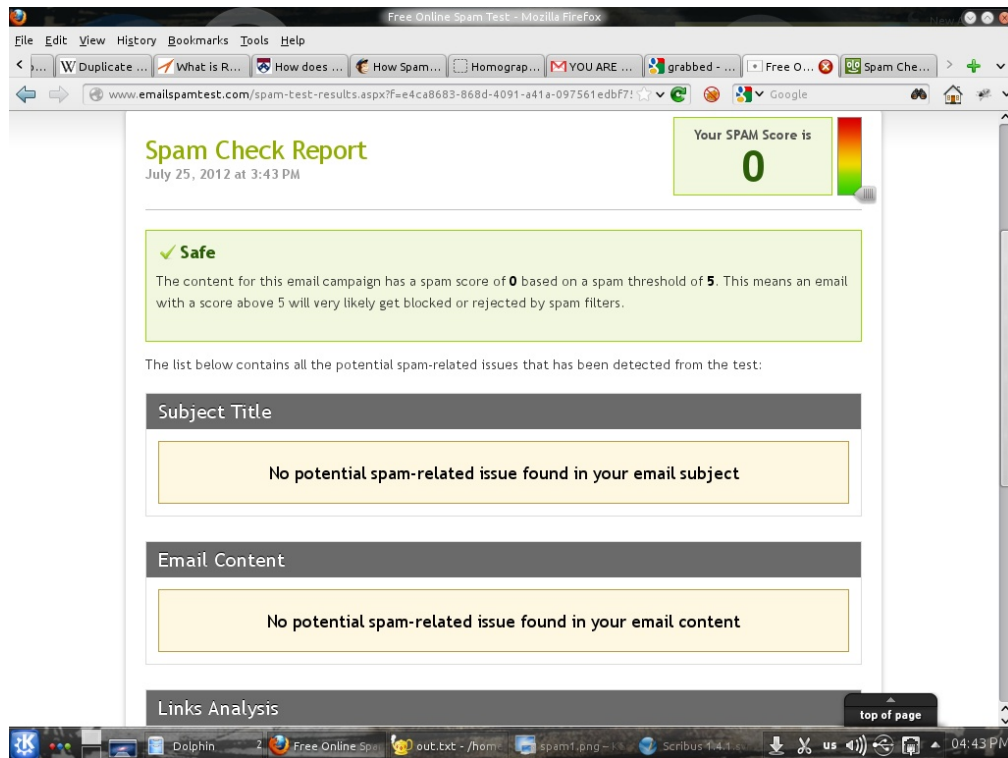 Free Online Spam Test - Mozilla Firefox
File Edit View History Bookmarks Tools Help
Duplicate ... What is R... How does ... How Spam... Homograp... YOU ARE ... grabbed - ... Free O... Spam Che...
www.emailspamtest.com/spam-test-results.aspx?f=e4ca8683-868d-4091-a41a-097561edbf7 Google
Spam Check Report
July 25, 2012 at 3:43 PM
Your SPAM Score is
0
Safe
The content for this email campaign has a spam score of 0 based on a spam threshold of 5. This means an email
with a score above 5 will very likely get blocked or rejected by spam filters.
The list below contains all the potential spam-related issues that has been detected from the test:
Subject Title
No potential spam-related issue found in your email subject
Email Content
No potential spam-related issue found in your email content
Links Analysis
top of page
Dolphin 2 Free Online Spa out.txt - /home spam1.png - Scribus 1.4.1 us 04:43 PM